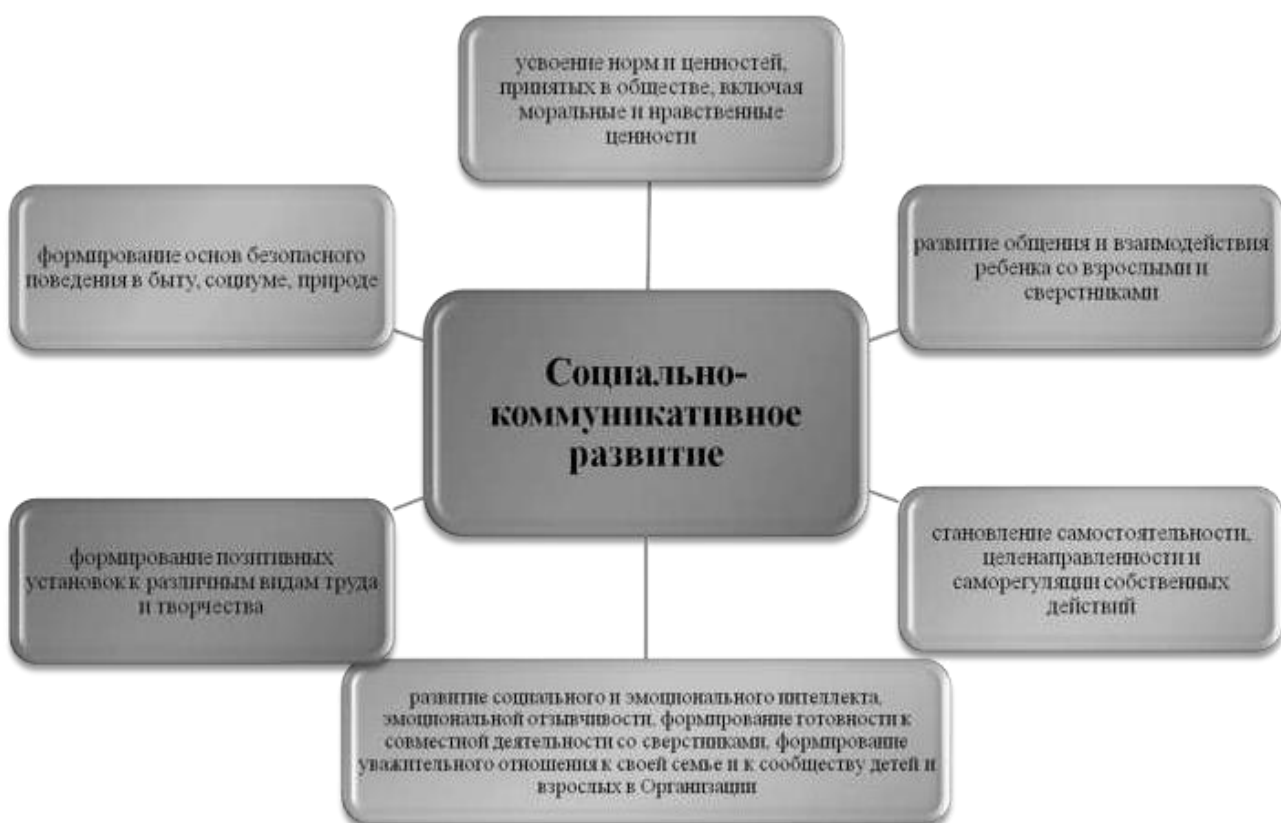 усвоение норм и ценностей,
принятых в обществе, включая
моральные и нравственные
ценности
формирование основ безопасного
поведения в быту, социуме, природе
развитие общения и взаимодействия
ребенка со взрослыми и
сверстниками
Социально-
коммуникативное
развитие
формирование позитивных
установок к различным видам труда
и творчества
становление самостоятельности,
целенаправленности и
саморегуляции собственных
действий
развитие социального и эмоционального интеллекта,
эмоциональной отзывчивости, формирование готовности к
совместной деятельности со сверстниками, формирование
уважительного отношения к своей семье и к сообществу детей и
взрослых в Организации